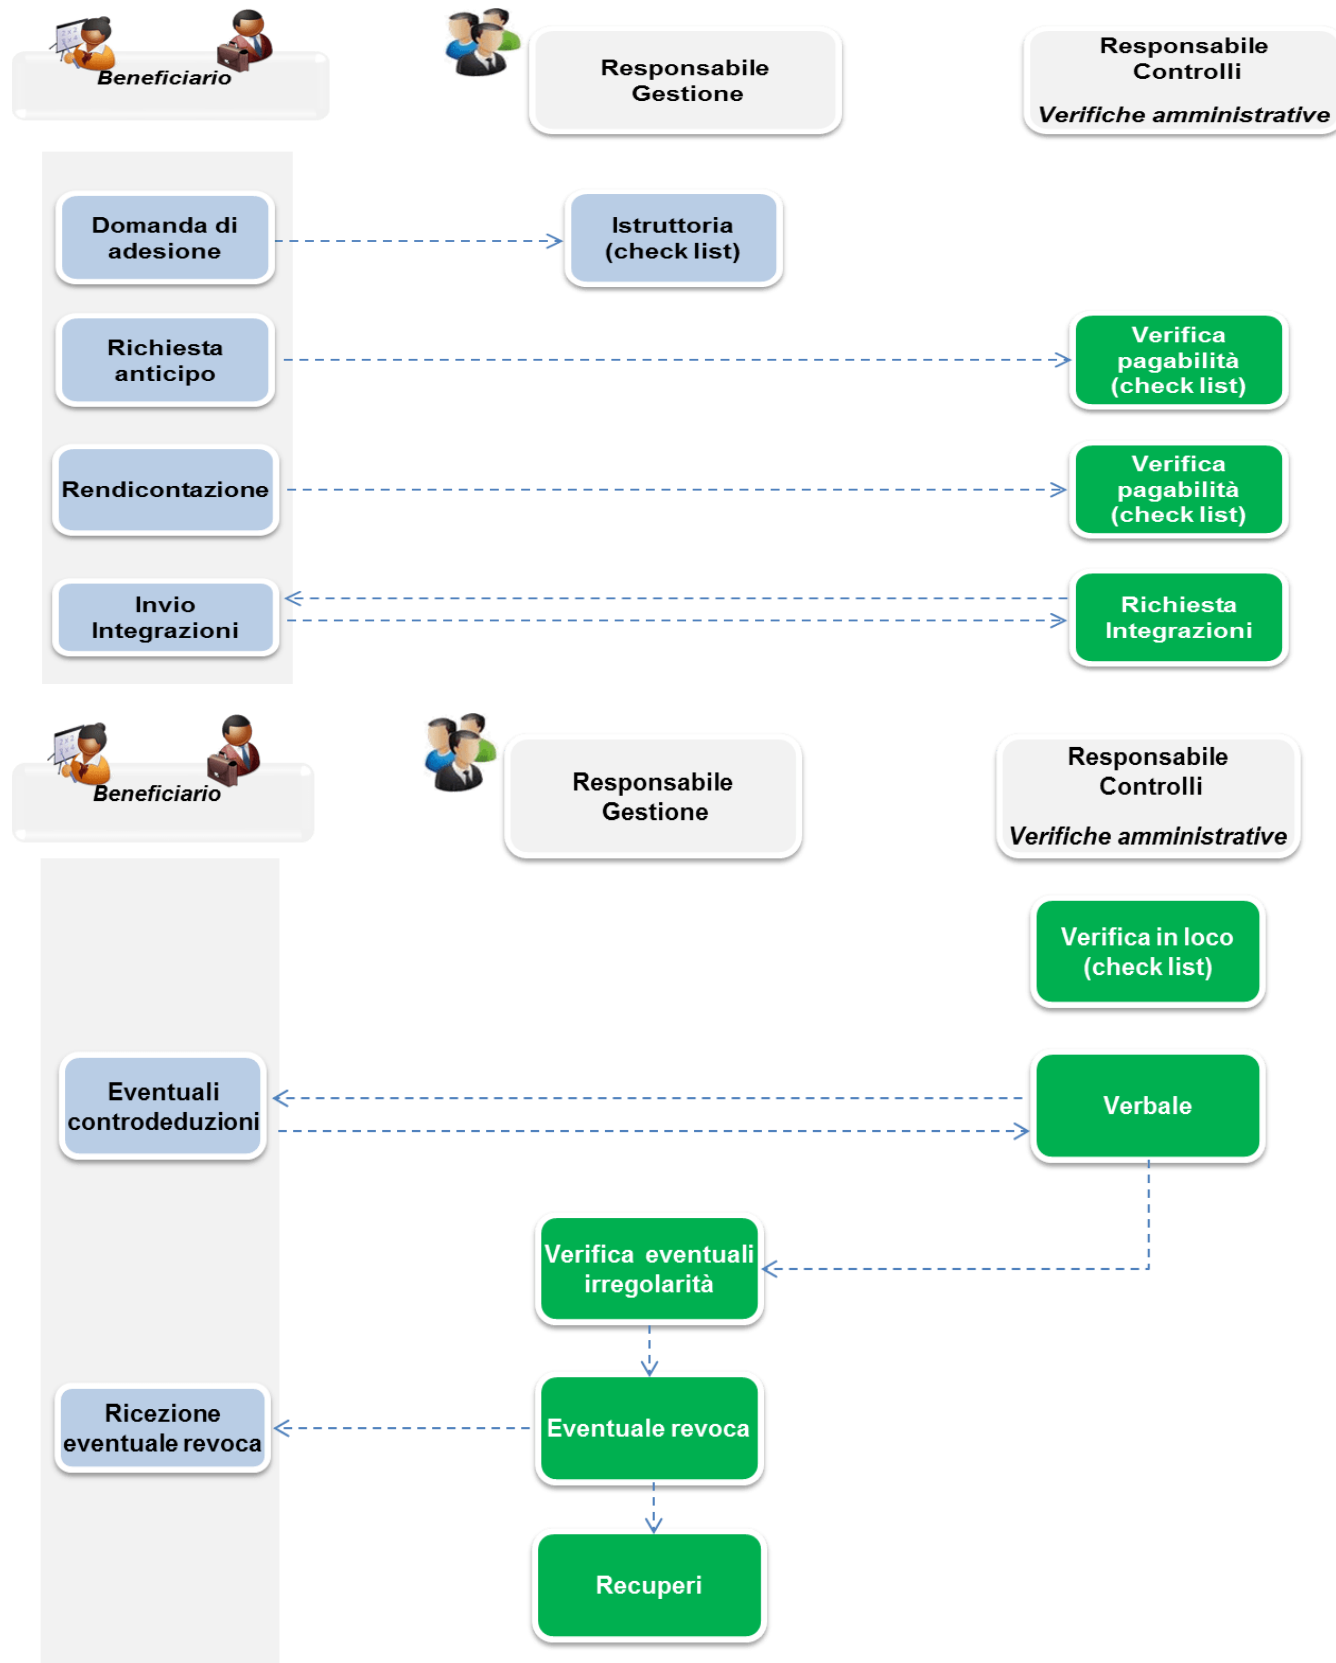 Beneficiario
Responsabile
Gestione
Responsabile
Controlli
Verifiche amministrative
Domanda di
adesione
Istruttoria
(check list)
Richiesta
anticipo
Verifica
pagabilità
(check list)
Rendicontazione
Verifica
pagabilità
(check list)
Invio
Integrazioni
Richiesta
Integrazioni
Beneficiario
Responsabile
Gestione
Responsabile
Controlli
Verifiche amministrative
Verifica in loco
(check list)
Eventuali
controdeduzioni
Verbale
Verifica eventuali
irregolarità
Ricezione
eventuale revoca
Eventuale revoca
Recuperi